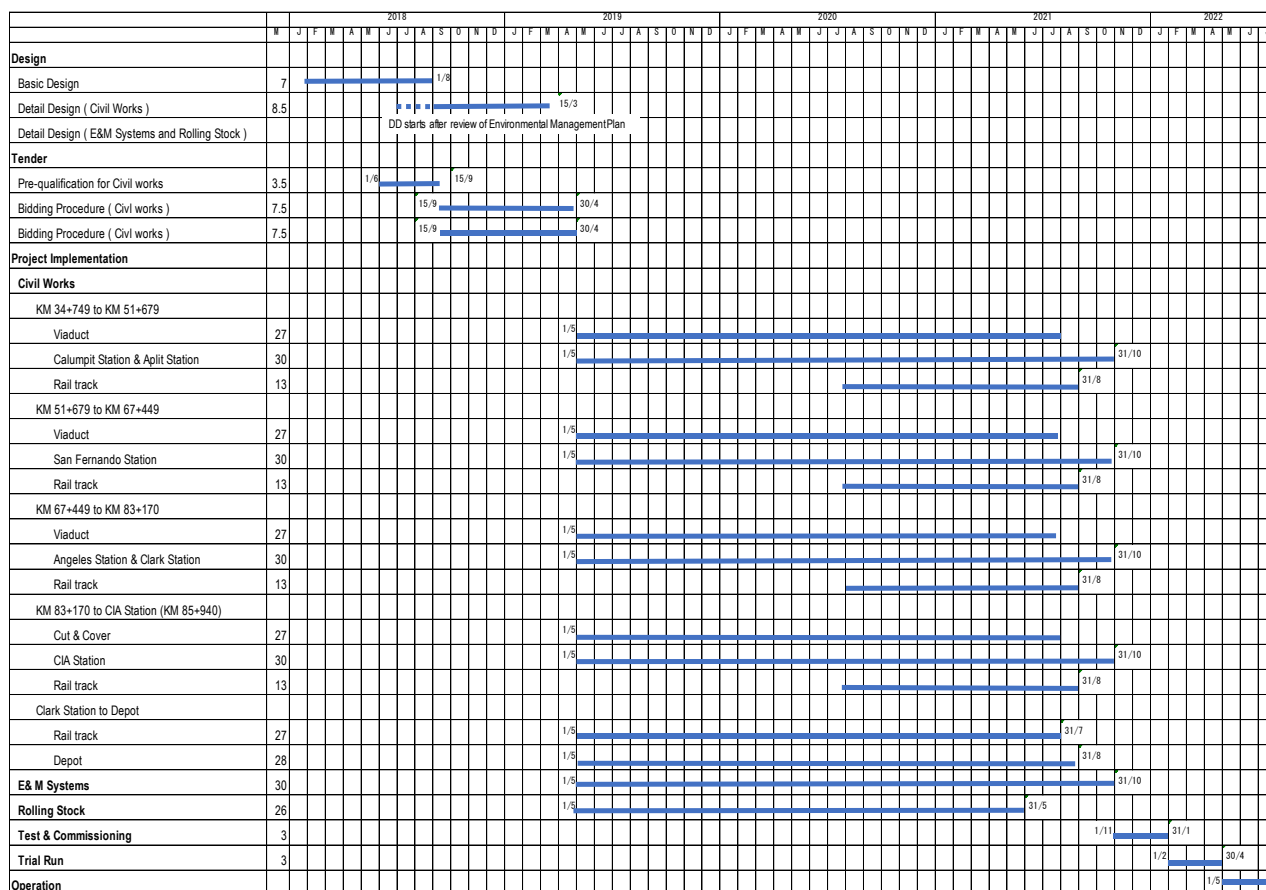 2018 2019 2020 2021 2022
M J F M A M J J A S O N D J F M A M J J A S O N D J F M A M J J A S O N D J F M A M J J A S O N D J F M A M J
Design
Basic Design 7 1/8
Detail Design ( Civil Works ) 8.5 15/3
DD starts after review of Environmental Management Plan
Detail Design ( E&M Systems and Rolling Stock )
Tender
Pre-qualification for Civil works 3.5 1/6 15/9
Bidding Procedure ( Civl works ) 7.5 15/9 30/4
Bidding Procedure ( Civl works ) 7.5 15/9 30/4
Project Implementation
Civil Works
KM 34+749 to KM 51+679
Viaduct 27 1/5
Calumpit Station & Aplit Station 30 1/5 31/10
Rail track 13 31/8
KM 51+679 to KM 67+449
Viaduct 27 1/5
San Fernando Station 30 1/5 31/10
Rail track 13 31/8
KM 67+449 to KM 83+170
Viaduct 27 1/5
Angeles Station & Clark Station 30 1/5 31/10
Rail track 13 31/8
KM 83+170 to CIA Station (KM 85+940)
Cut & Cover 27 1/5
CIA Station 30 1/5 31/10
Rail track 13 31/8
Clark Station to Depot
Rail track 27 1/5 31/7
Depot 28 1/5 31/8
E& M Systems 30 1/5 31/10
Rolling Stock 26 1/5 31/5
Test & Commissioning 3 1/11 31/1
Trial Run 3 1/2 30/4
Operation 1/5